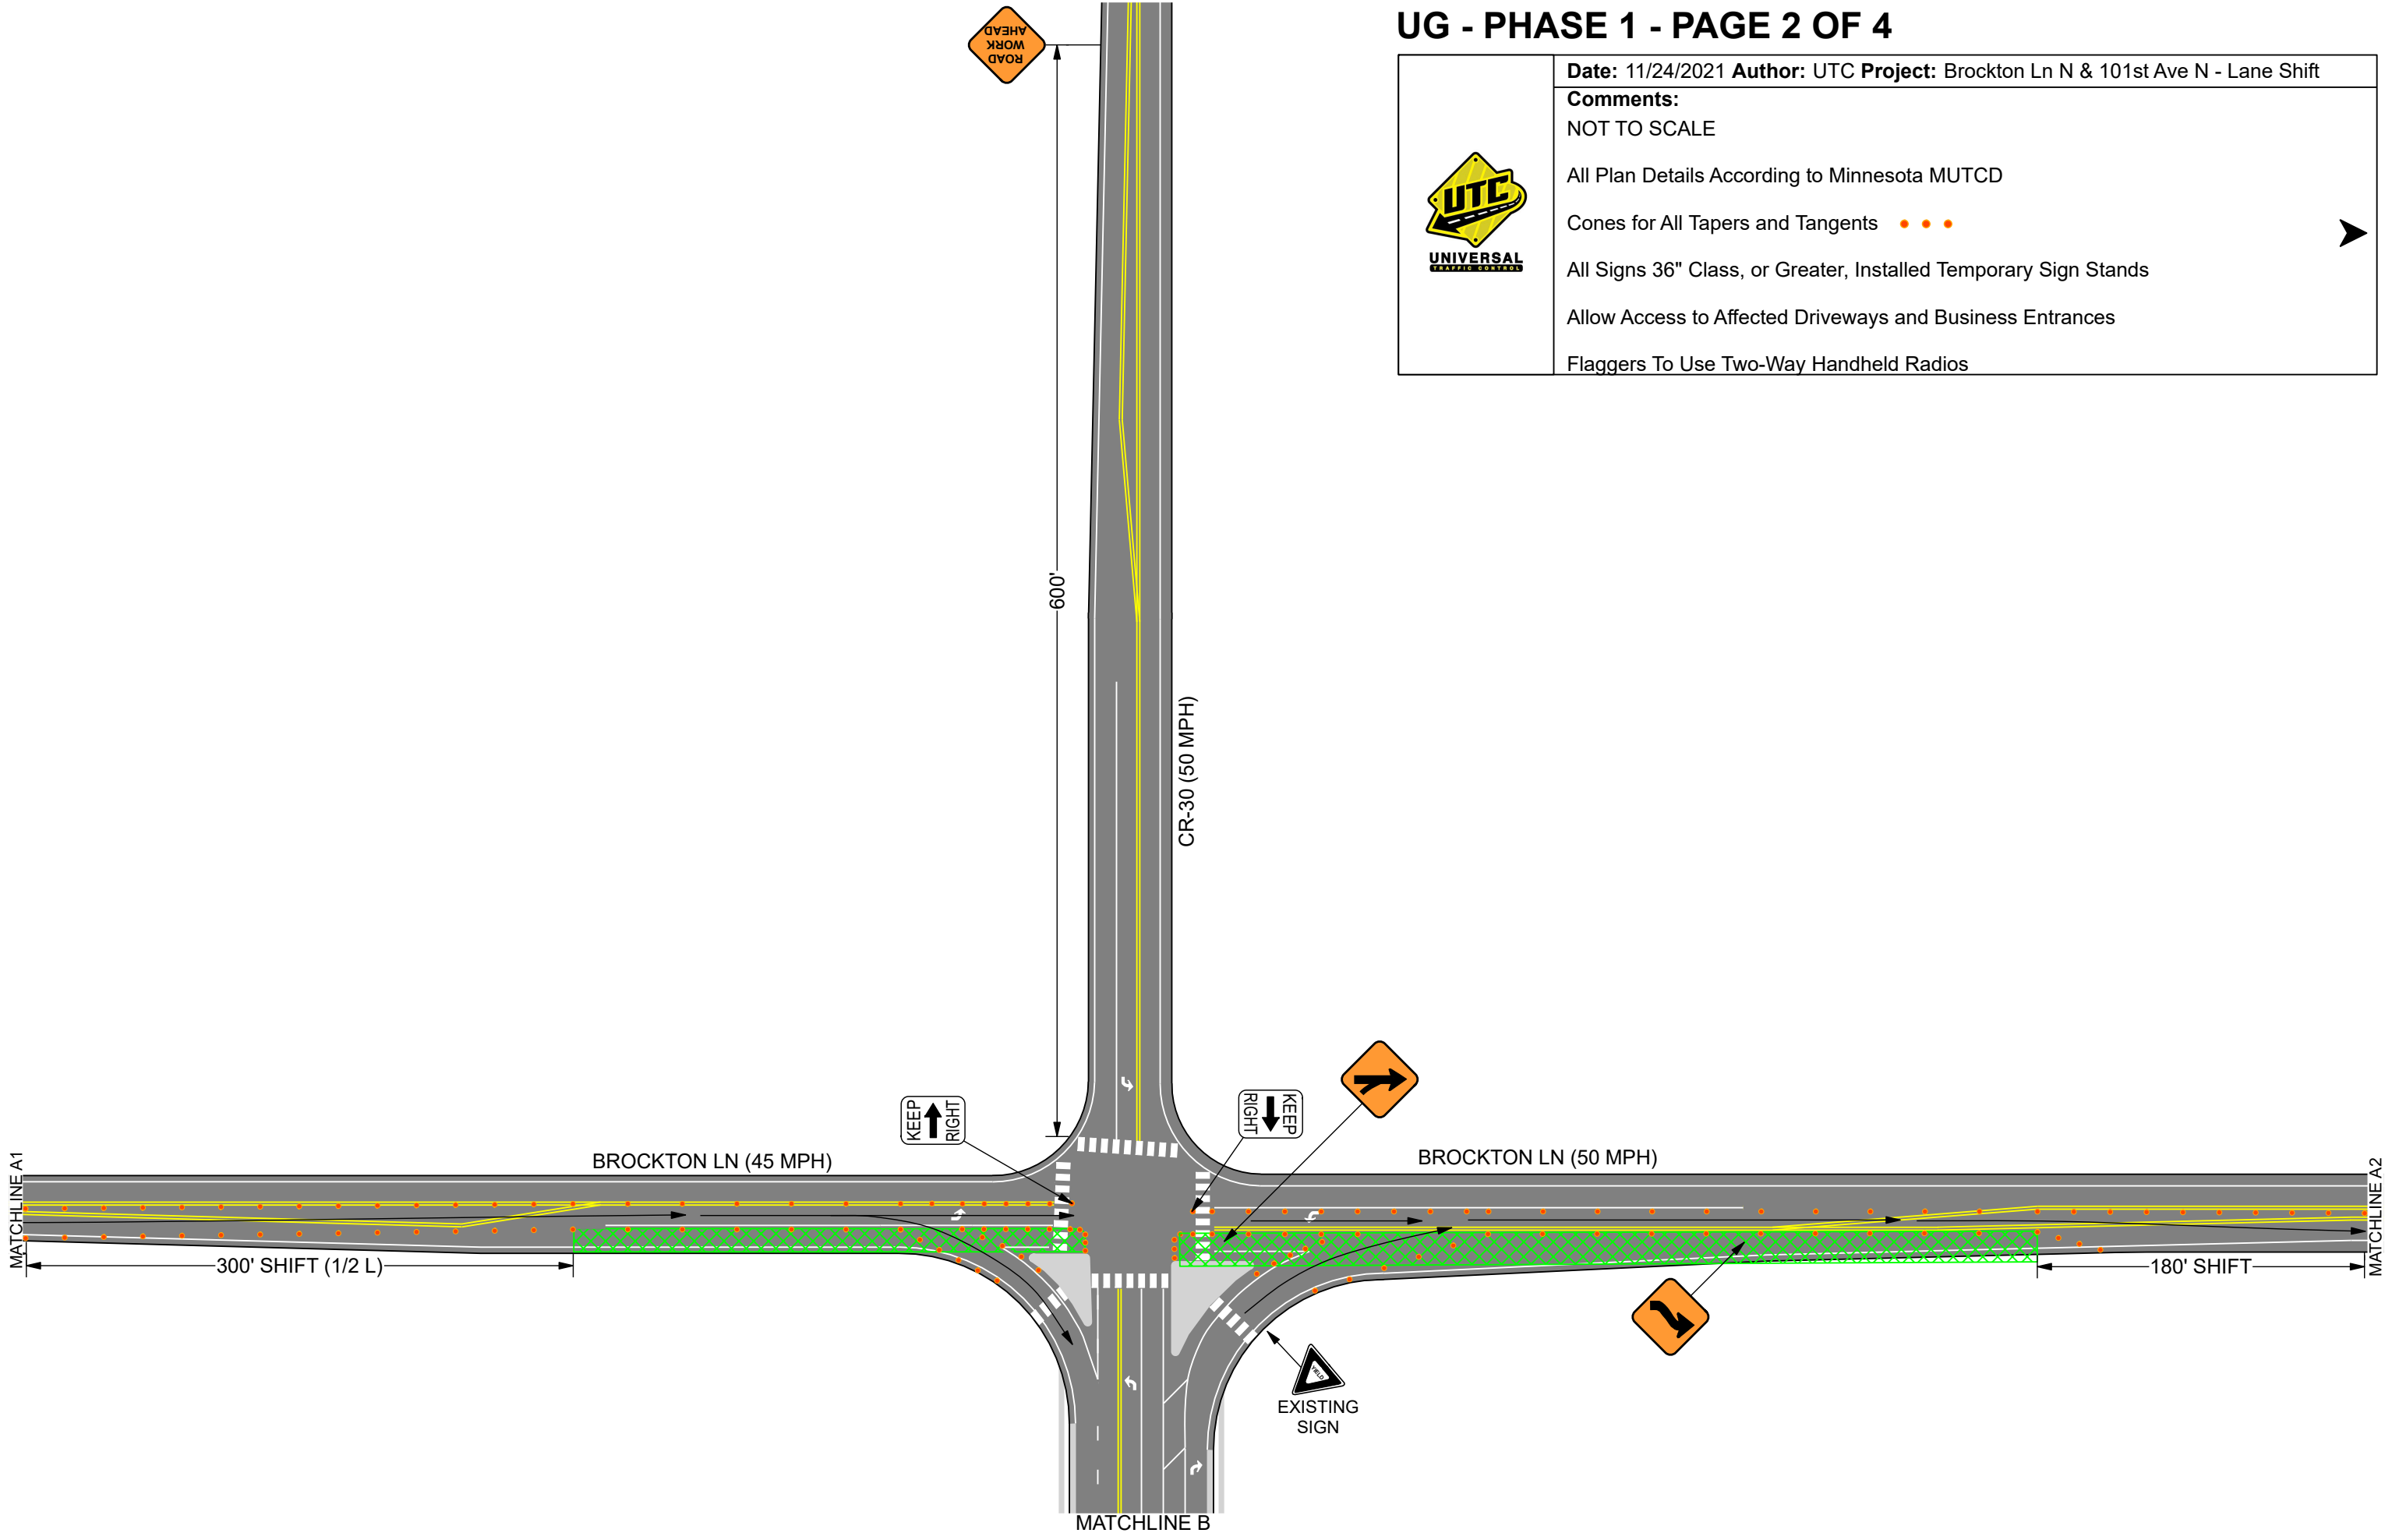 UG - PHASE 1 - PAGE 2 OF 4
Date: 11/24/2021 Author: UTC Project: Brockton Ln N & 101st Ave N - Lane Shift
Comments:
NOT TO SCALE
All Plan Details According to Minnesota MUTCD
Cones for All Tapers and Tangents
All Signs 36" Class, or Greater, Installed Temporary Sign Stands
Allow Access to Affected Driveways and Business Entrances
Flaggers To Use Two-Way Handheld Radios
UTC
UNIVERSAL
TRAFFIC CONTROL
ROAD
WORK
AHEAD
600'
CR-30 (50 MPH)
KEEP
RIGHT
KEEP
RIGHT
BROCKTON LN (45 MPH)
BROCKTON LN (50 MPH)
MATCHLINE A1
MATCHLINE A2
300' SHIFT (1/2 L)
180' SHIFT
YIELD
EXISTING
SIGN
MATCHLINE B